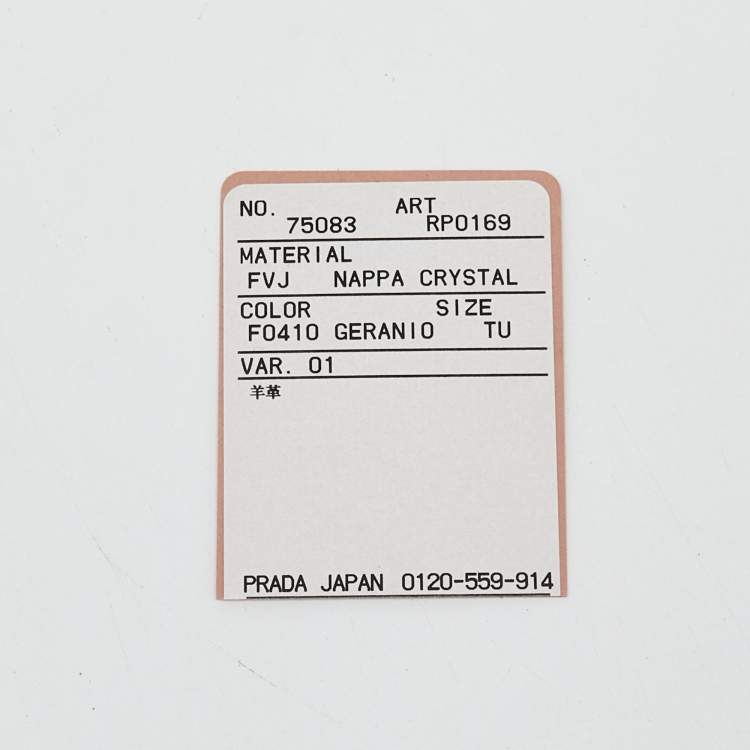 NO. ART
75083 RP0169
MATERIAL
FVJ NAPPA CRYSTAL
COLOR SIZE
F0410 GERANIO TU
VAR. 01
羊革
PRADA JAPAN 0120-559-914